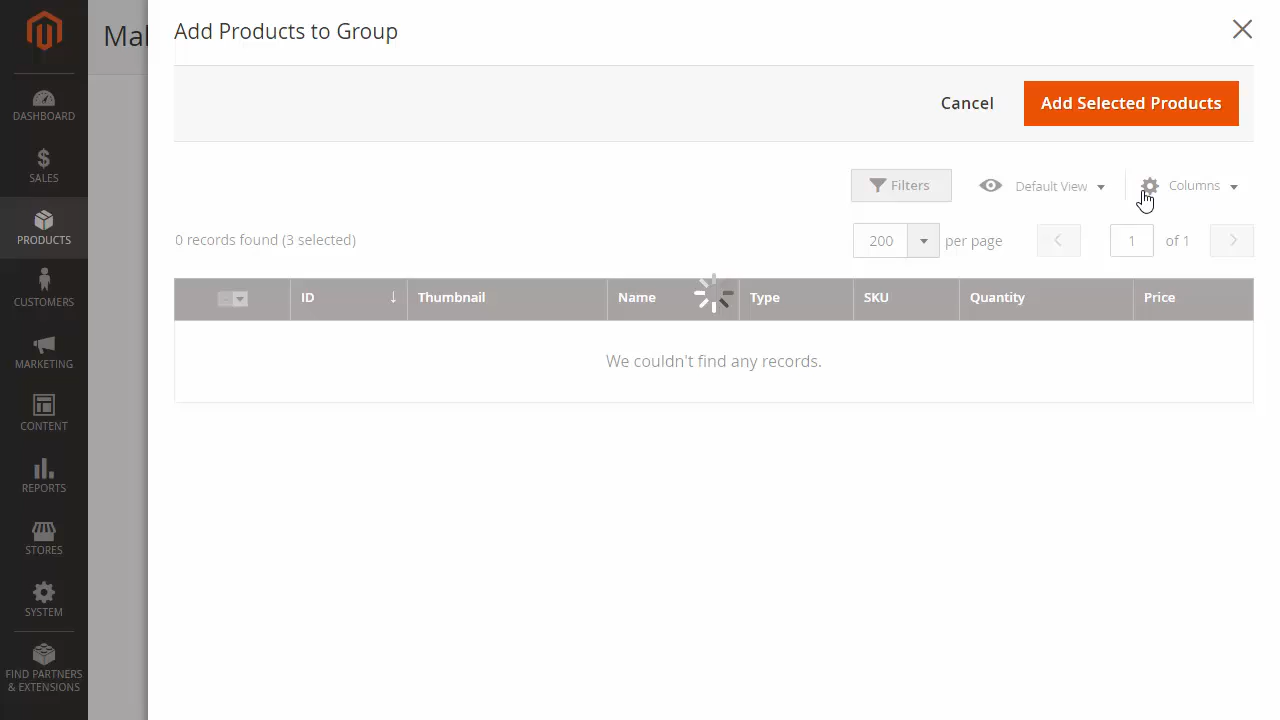 Mal
Add Products to Group
Cancel
Add Selected Products
DASHBOARD
SALES
PRODUCTS
CUSTOMERS
MARKETING
CONTENT
REPORTS
STORES
SYSTEM
FIND PARTNERS
& EXTENSIONS
Filters
Default View
Columns
0 records found (3 selected)
200
per page
1
of 1
ID ↓ Thumbnail Name Type SKU Quantity Price
We couldn't find any records.